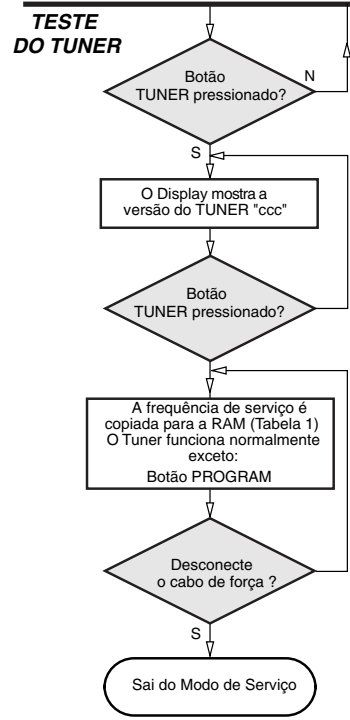 TESTE
DO TUNER
Botão
TUNER pressionado?
N
S
O Display mostra a
versão do TUNER "ccc"
Botão
TUNER pressionado?
A frequência de serviço é
copiada para a RAM (Tabela 1)
O Tuner funciona normalmente
exceto:
Botão PROGRAM
Desconecte
o cabo de força ?
S
Sai do Modo de Serviço